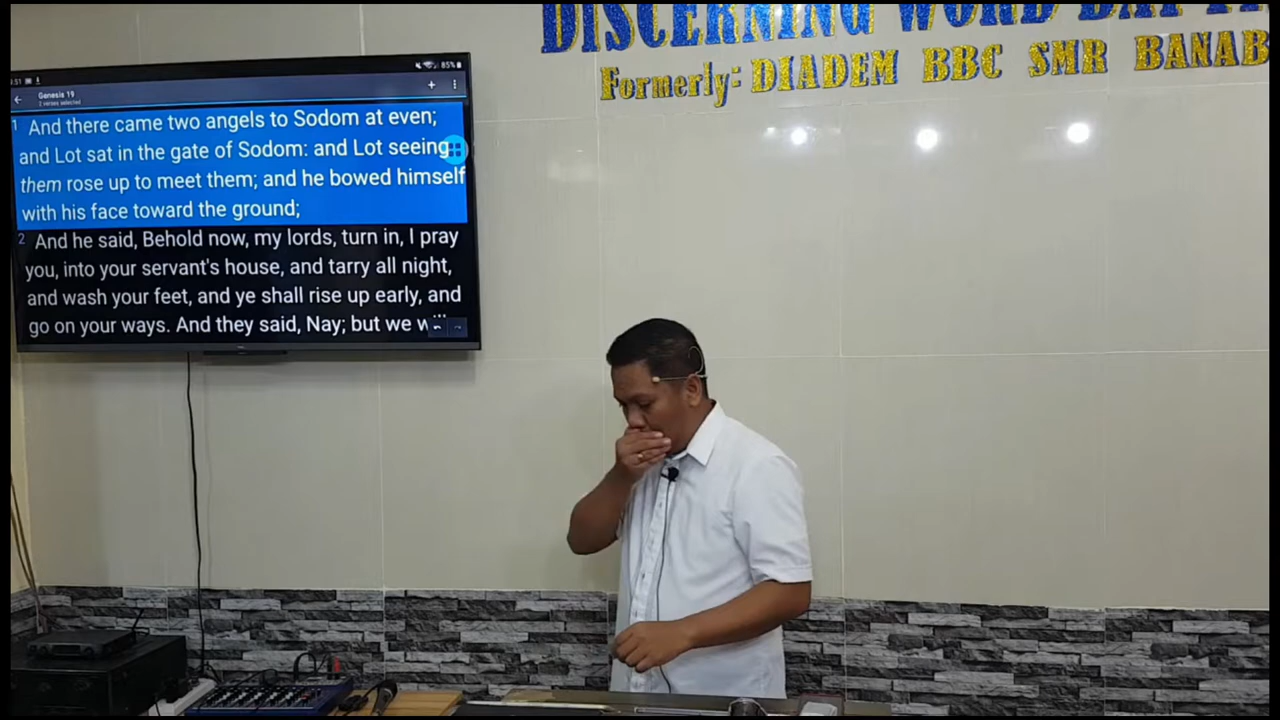 DISCERNING WORD
Formerly: DIADEM BBC SMR BANAB
85%
Genesis 19
2 verses selected
1 And there came two angels to Sodom at even;
and Lot sat in the gate of Sodom: and Lot seeing
them rose up to meet them; and he bowed himself
with his face toward the ground;
2 And he said, Behold now, my lords, turn in, I pray
you, into your servant's house, and tarry all night,
and wash your feet, and ye shall rise up early, and
go on your ways. And they said, Nay; but we